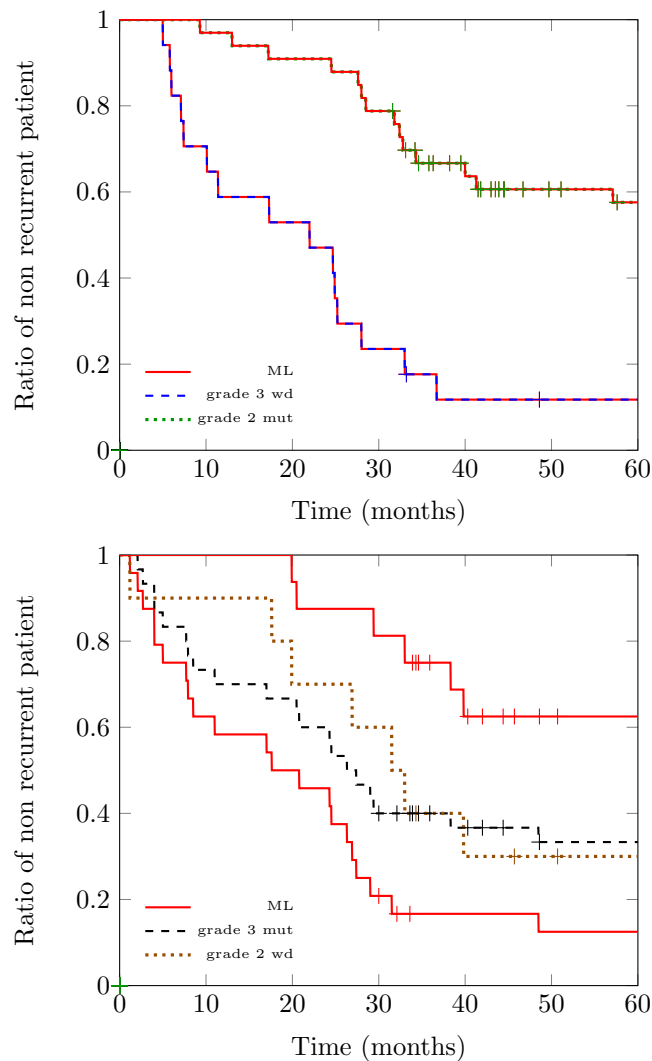 1
0.8
0.6
0.4
0.2
0
Ratio of non recurrent patient
ML
grade 3 wd
grade 2 mut
0 10 20 30 40 50 60
Time (months)
1
0.8
0.6
0.4
0.2
0
Ratio of non recurrent patient
ML
grade 3 mut
grade 2 wd
0 10 20 30 40 50 60
Time (months)